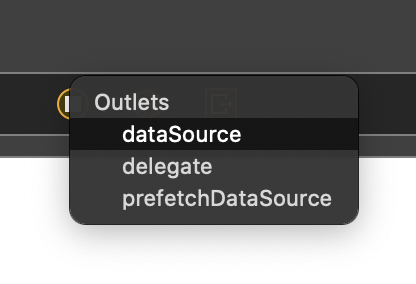 Outlets
dataSource
delegate
prefetchDataSource